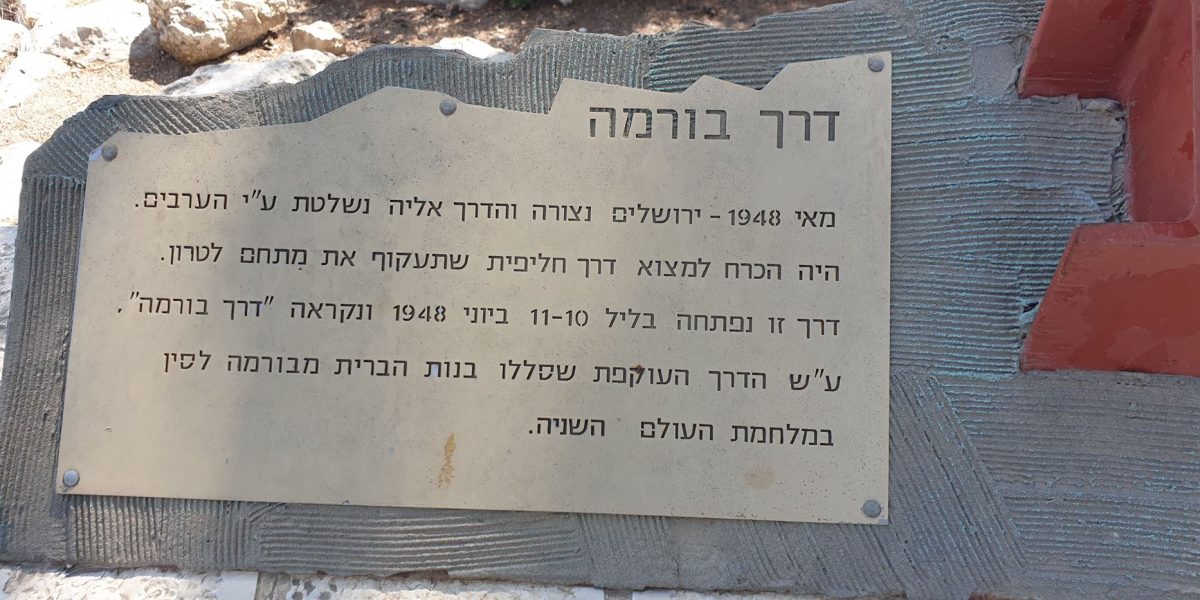 דרך בורמה
מאי 1948 - ירושלים נצורה והדרך אליה נשלטת ע"י הערבים.
היה הכרח למצוא דרך חליפית שתעקוף את מתחם לטרון.
דרך זו נפתחה בליל 11-10 ביוני 1948 ונקראה "דרך בורמה",
ע"ש הדרך העוקפת שסללו בנות הברית מבורמה לסין
במלחמת העולם השניה.